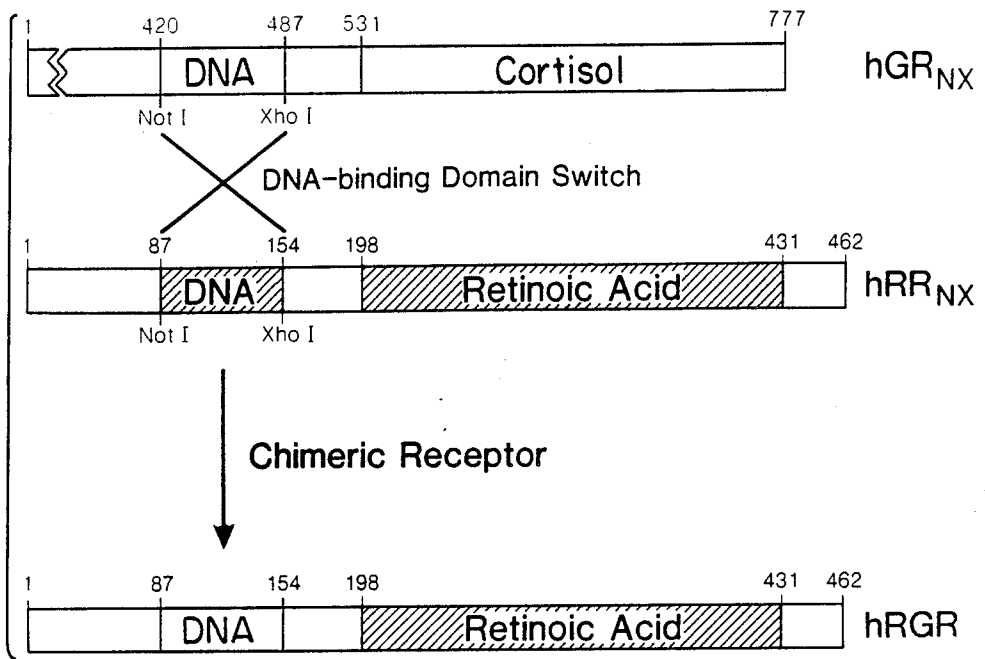 1 420 487 531 777
DNA Cortisol hGR NX
Not I Xho I
DNA-binding Domain Switch
1 87 154 198 431 462
DNA Retinoic Acid hRR NX
Not I Xho I
Chimeric Receptor
1 87 154 198 431 462
DNA Retinoic Acid hRGR